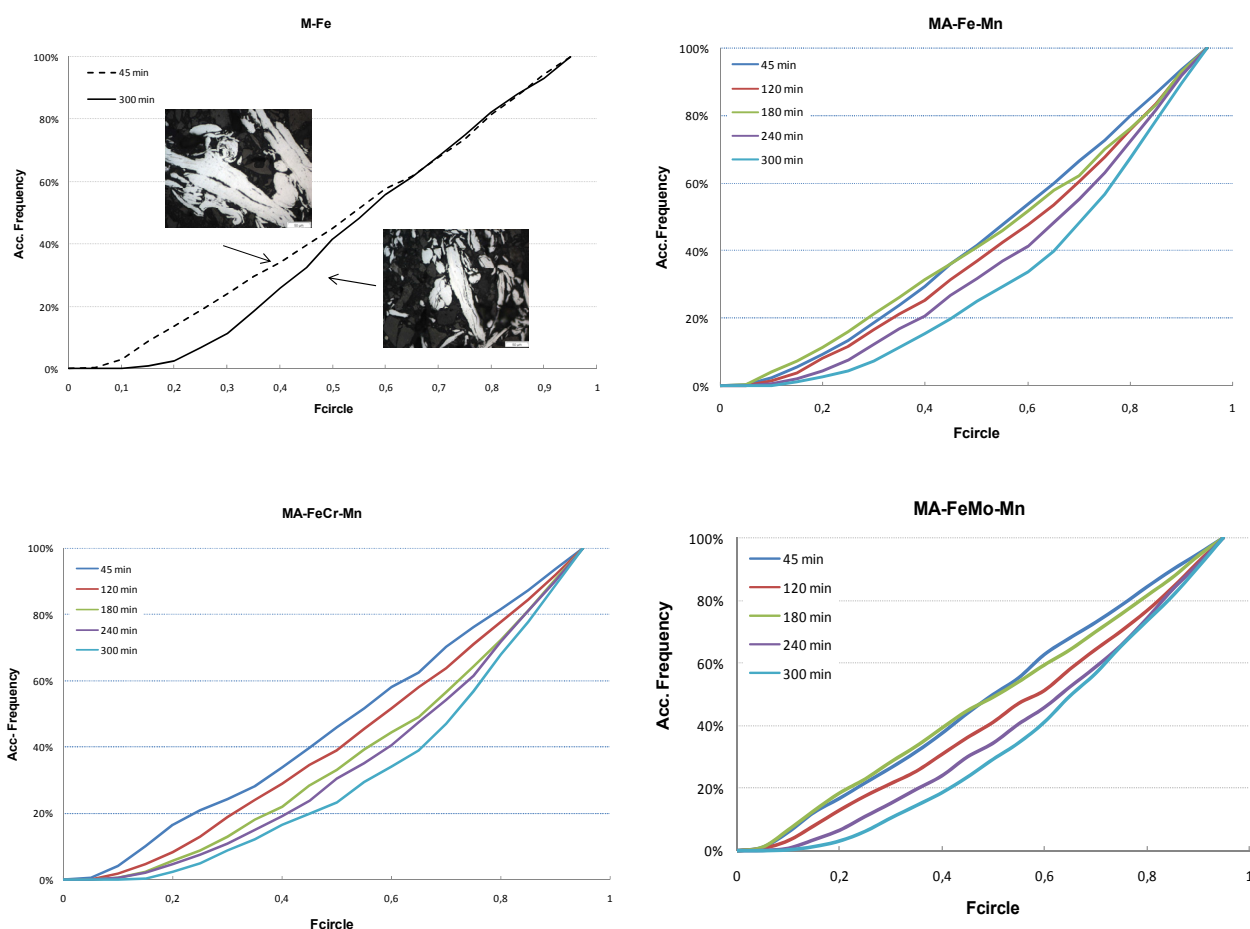 M-Fe
100%
80%
60%
40%
20%
0%
Acc. Frequency
45 min
300 min
0 0,1 0,2 0,3 0,4 0,5 0,6 0,7 0,8 0,9 1
Fcircle
MA-Fe-Mn
100%
80%
60%
40%
20%
0%
Acc.Frequency
45 min
120 min
180 min
240 min
300 min
0 0,2 0,4 0,6 0,8 1
Fcircle
MA-FeCr-Mn
100%
80%
60%
40%
20%
0%
Acc- Frequency
45 min
120 min
180 min
240 min
300 min
0 0,2 0,4 0,6 0,8 1
Fcircle
MA-FeMo-Mn
100%
80%
60%
40%
20%
0%
Acc. Frequency
45 min
120 min
180 min
240 min
300 min
0 0,2 0,4 0,6 0,8 1
Fcircle